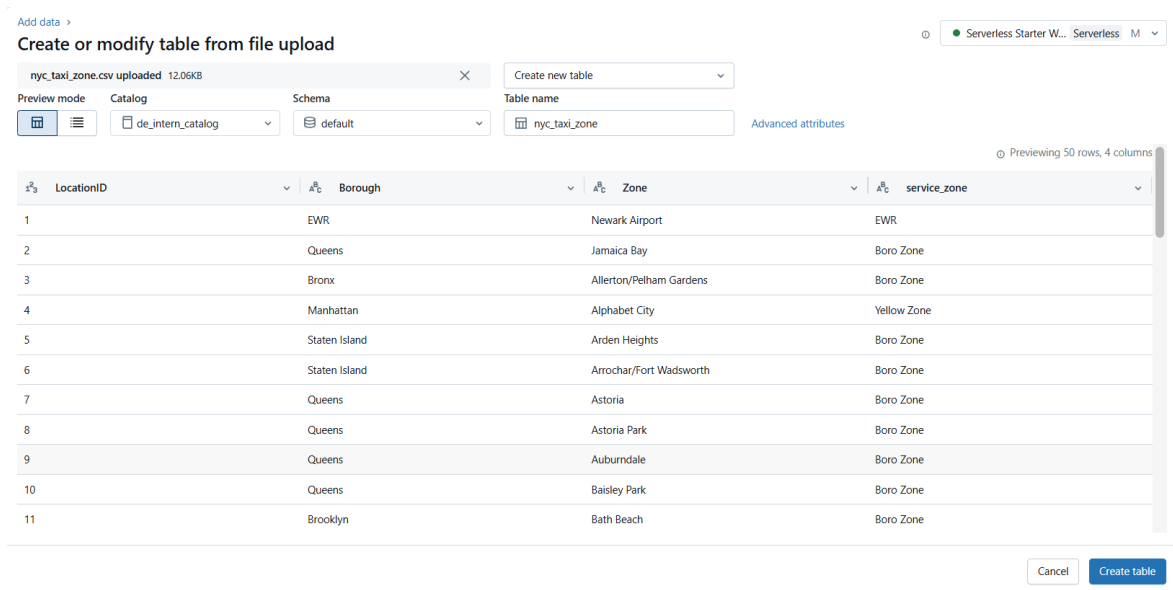 Add data ›
Create or modify table from file upload
Serverless Starter W... Serverless M
nyc_taxi_zone.csv uploaded 12.06KB
Create new table
Preview mode Catalog Schema Table name
de_intern_catalog default nyc_taxi_zone Advanced attributes
Previewing 50 rows, 4 columns
LocationID Borough Zone service_zone
1 EWR Newark Airport EWR
2 Queens Jamaica Bay Boro Zone
3 Bronx Allerton/Pelham Gardens Boro Zone
4 Manhattan Alphabet City Yellow Zone
5 Staten Island Arden Heights Boro Zone
6 Staten Island Arrochar/Fort Wadsworth Boro Zone
7 Queens Astoria Boro Zone
8 Queens Astoria Park Boro Zone
9 Queens Auburndale Boro Zone
10 Queens Baisley Park Boro Zone
11 Brooklyn Bath Beach Boro Zone
Cancel Create table